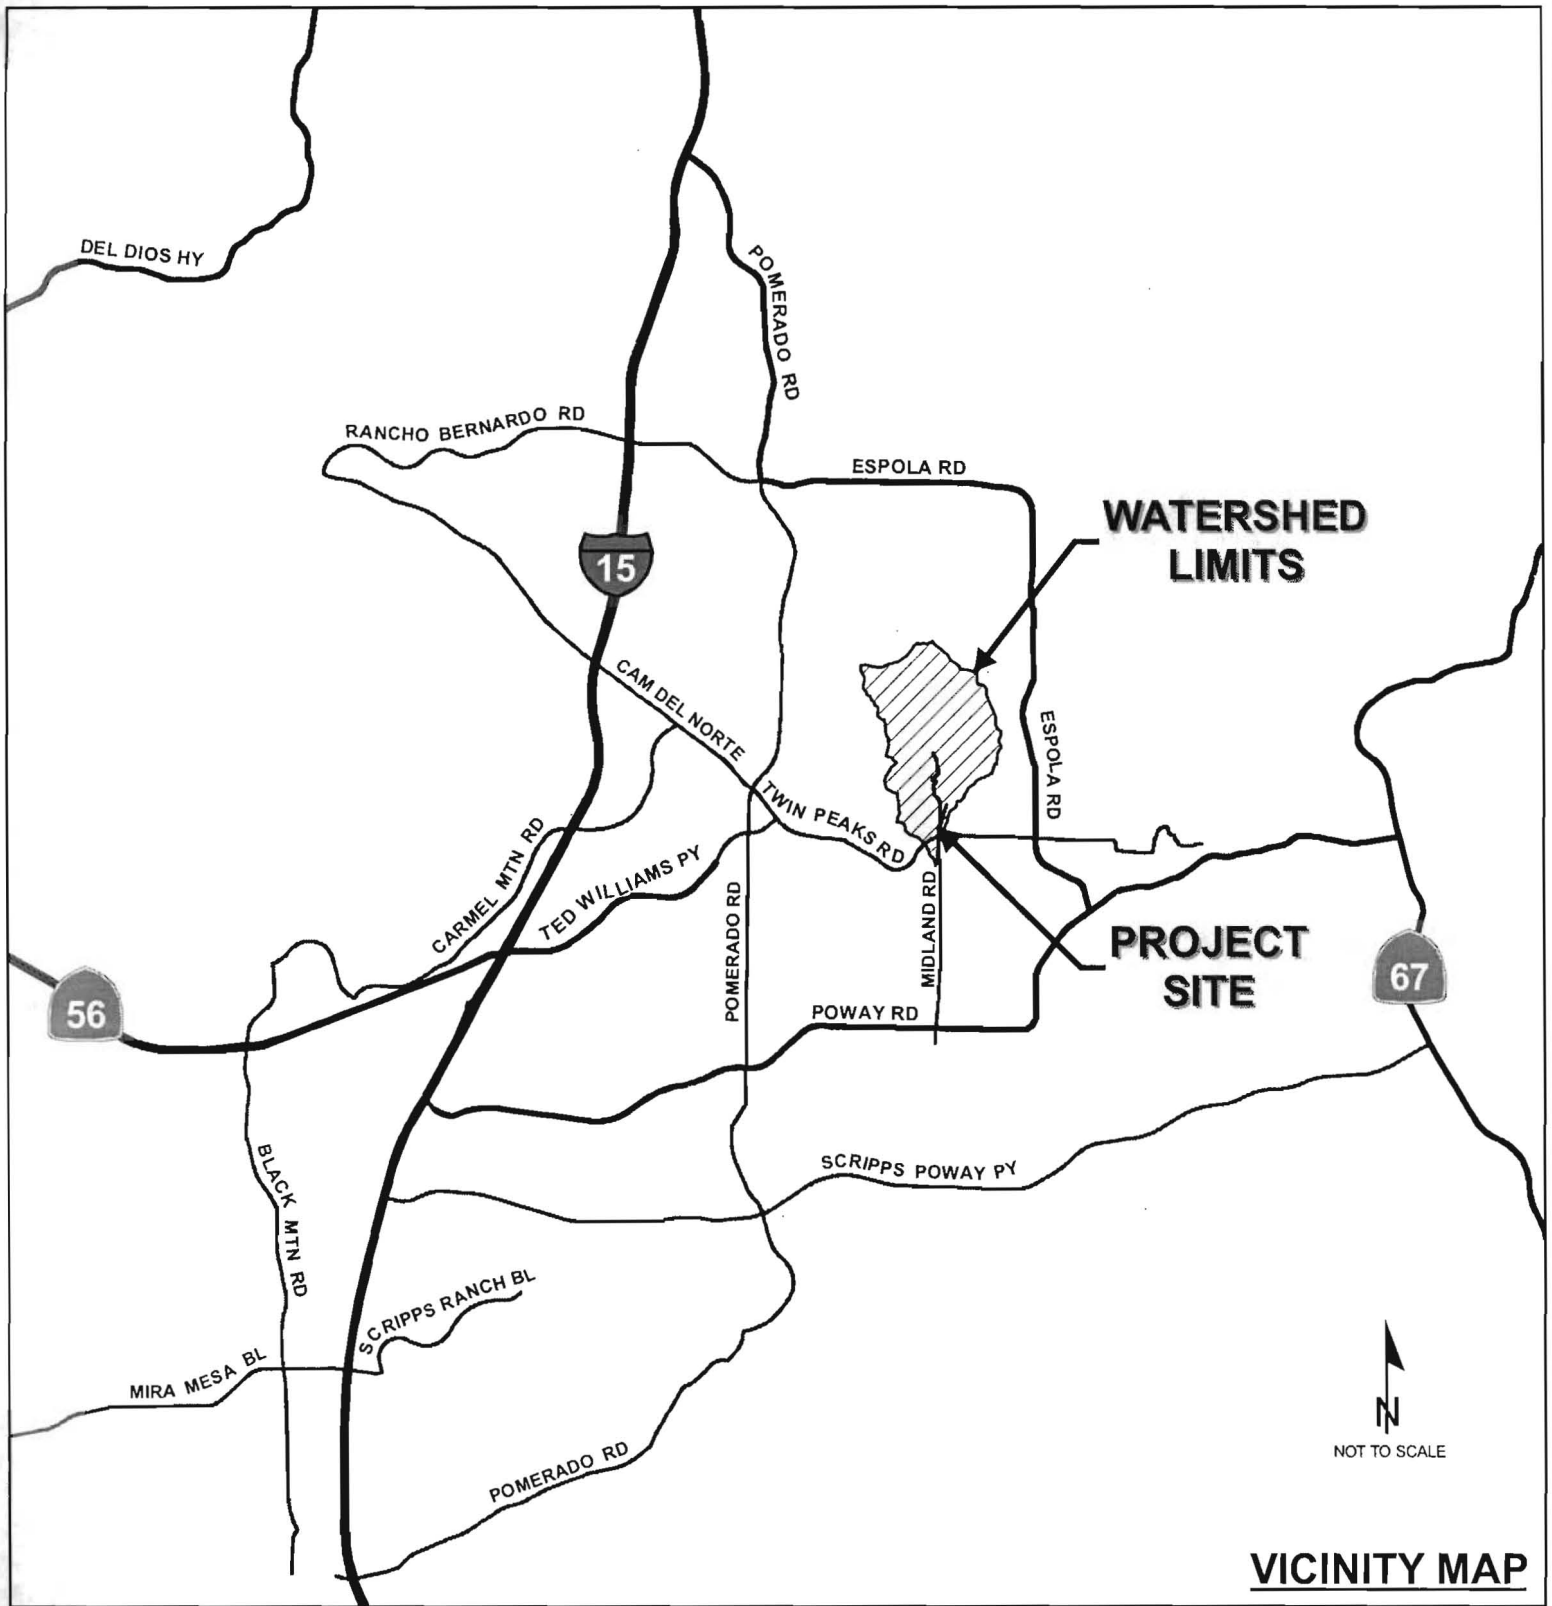 DEL DIOS HY
POMERADO RD
RANCHO BERNARDO RD
ESPOLA RD
WATERSHED
LIMITS
15
CAM DEL NORTE
ESPOLA RD
TWIN PEAKS RD
CARMEL MTN RD
TED WILLIAMS PY
POMERADO RD
MIDLAND RD
PROJECT
SITE
67
56
POWAY RD
BLACK MTN RD
SCRIPPS POWAY PY
SCRIPPS RANCH BL
MIRA MESA BL
POMERADO RD
N
NOT TO SCALE
VICINITY MAP